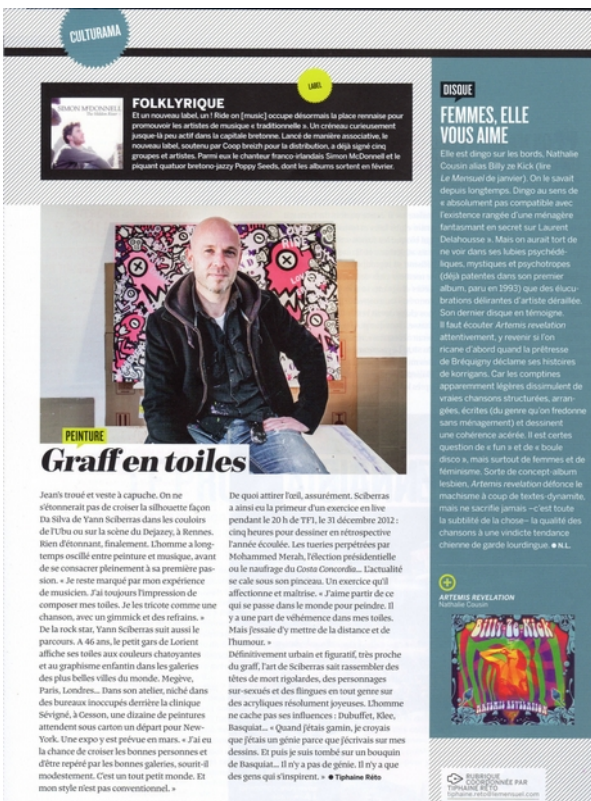 CULTURAMA
LABEL
SIMON McDONNELL
FOLKLYRIQUE
Et un nouveau label, un ! Ride on [music] occupe désormais la place rennaise pour
promouvoir les artistes de musique « traditionnelle ». Un créneau curieusement
jusque-là peu actif dans la capitale bretonne. Lancé de manière associative, le
nouveau label, soutenu par Coop breizh pour la distribution, a déjà signé cinq
groupes et artistes. Parmi eux le chanteur franco-irlandais Simon McDonnell et le
piquant quatuor bretono-jazzy Poppy Seeds, dont les albums sortent en février.
PEINTURE
Graff en toiles
Jean's troué et veste à capuche. On ne
s'étonnerait pas de croiser la silhouette façon
Da Silva de Yann Sciberras dans les couloirs
de l'Ubu ou sur la scène du Dejazey, à Rennes.
Rien d'étonnant, finalement. L'homme a long-
temps oscillé entre peinture et musique, avant
de se consacrer pleinement à sa première pas-
sion. « Je reste marqué par mon expérience
de musicien. J'ai toujours l'impression de
composer mes toiles. Je les tricote comme une
chanson, avec un gimmick et des refrains. »
De la rock star, Yann Sciberras suit aussi le
parcours. A 46 ans, le petit gars de Lorient
affiche ses toiles aux couleurs chatoyantes
et au graphisme enfantin dans les galeries
des plus belles villes du monde. Megève,
Paris, Londres... Dans son atelier, niché dans
des bureaux inoccupés derrière la clinique
Sévigné, à Cesson, une dizaine de peintures
attendent sous carton un départ pour New-
York. Une expo y est prévue en mars. « J'ai eu
la chance de croiser les bonnes personnes et
d'être repéré par les bonnes galeries, sourit-il
modestement. C'est un tout petit monde. Et
mon style n'est pas conventionnel. »
De quoi attirer l'œil, assurément. Sciberras
a ainsi eu la primeur d'un exercice en live
pendant le 20 h de TF1, le 31 décembre 2012 :
cinq heures pour dessiner en rétrospective
l'année écoulée. Les tueries perpétrées par
Mohammed Merah, l'élection présidentielle
ou le naufrage du Costa Concordia... L'actualité
se cale sous son pinceau. Un exercice qu'il
affectionne et maîtrise. « J'aime partir de ce
qui se passe dans le monde pour peindre. Il
y a une part de véhémence dans mes toiles.
Mais j'essaie d'y mettre de la distance et de
l'humour. »
Définitivement urbain et figuratif, très proche
du graff, l'art de Sciberras sait rassembler des
têtes de mort rigolardes, des personnages
sur-sexués et des flingues en tout genre sur
des acryliques résolument joyeuses. L'homme
ne cache pas ses influences : Dubuffet, Klee,
Basquiat... « Quand j'étais gamin, je croyais
que j'étais un génie parce que j'écrivais sur mes
dessins. Et puis je suis tombé sur un bouquin
de Basquiat... Il n'y a pas de génie. Il n'y a que
des gens qui s'inspirent. » ● Tiphaine Réto
DISQUE
FEMMES, ELLE
VOUS AIME
Elle est dingo sur les bords, Nathalie
Cousin alias Billy ze Kick (lire
Le Mensuel de janvier). On le savait
depuis longtemps. Dingo au sens de
« absolument pas compatible avec
l'existence rangée d'une ménagère
fantasmant en secret sur Laurent
Delahousse ». Mais on aurait tort de
ne voir dans ses lubies psychédé-
liques, mystiques et psychotropes
(déjà patentes dans son premier
album, paru en 1993) que des élucu-
brations délirantes d'artiste déraillée.
Son dernier disque en témoigne.
Il faut écouter Artemis revelation
attentivement, y revenir si l'on
ricane d'abord quand la prêtresse
de Bréquigny déclame ses histoires
de korrigans. Car les comptines
apparemment légères dissimulent de
vraies chansons structurées, arran-
gées, écrites (du genre qu'on fredonne
sans ménagement) et dessinent
une cohérence acérée. Il est certes
question de « fun » et de « boule
disco », mais surtout de femmes et de
féminisme. Sorte de concept-album
lesbien, Artemis revelation défonce le
machisme à coup de textes-dynamite,
mais ne sacrifie jamais –c'est toute
la subtilité de la chose– la qualité des
chansons à une vindicte tendance
chienne de garde lourdingue. ● N.L.
ARTEMIS REVELATION
Nathalie Cousin
Billy-Ze-Kick
ARTEMIS REVELATION
RUBRIQUE
COORDONNÉE PAR
TIPHAINE RÉTO
tiphaine.reto@lemensuel.com